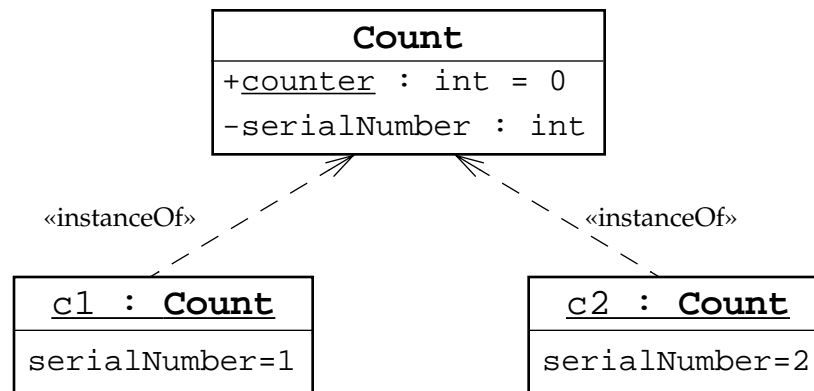 Count
+counter : int = 0
-serialNumber : int
«instanceOf»
«instanceOf»
c1 : Count
serialNumber=1
c2 : Count
serialNumber=2